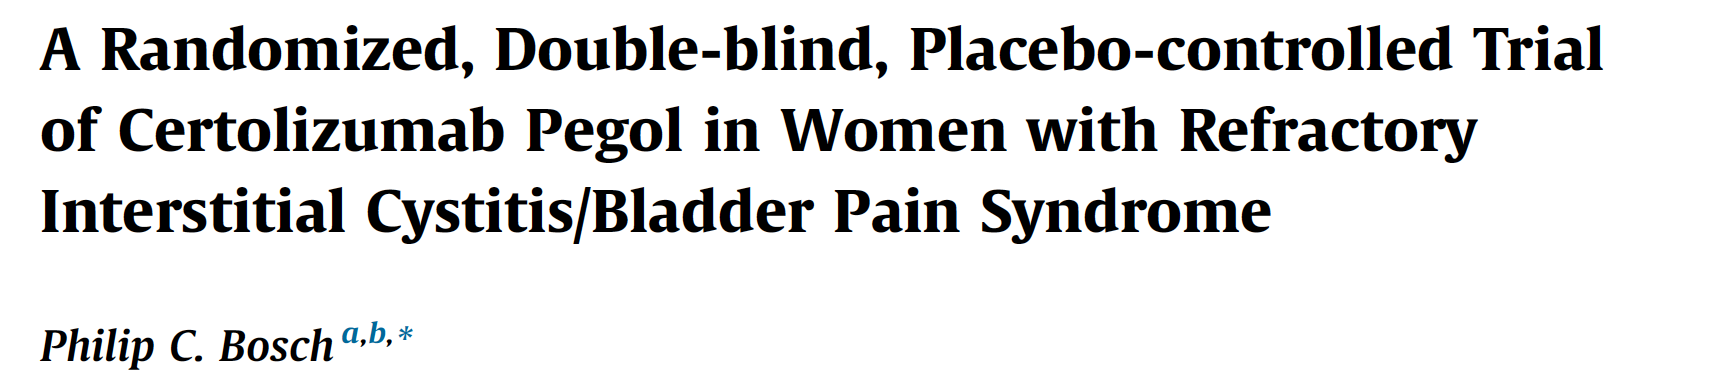 A Randomized, Double-blind, Placebo-controlled Trial
of Certolizumab Pegol in Women with Refractory
Interstitial Cystitis/Bladder Pain Syndrome
Philip C. Bosch a,b,*